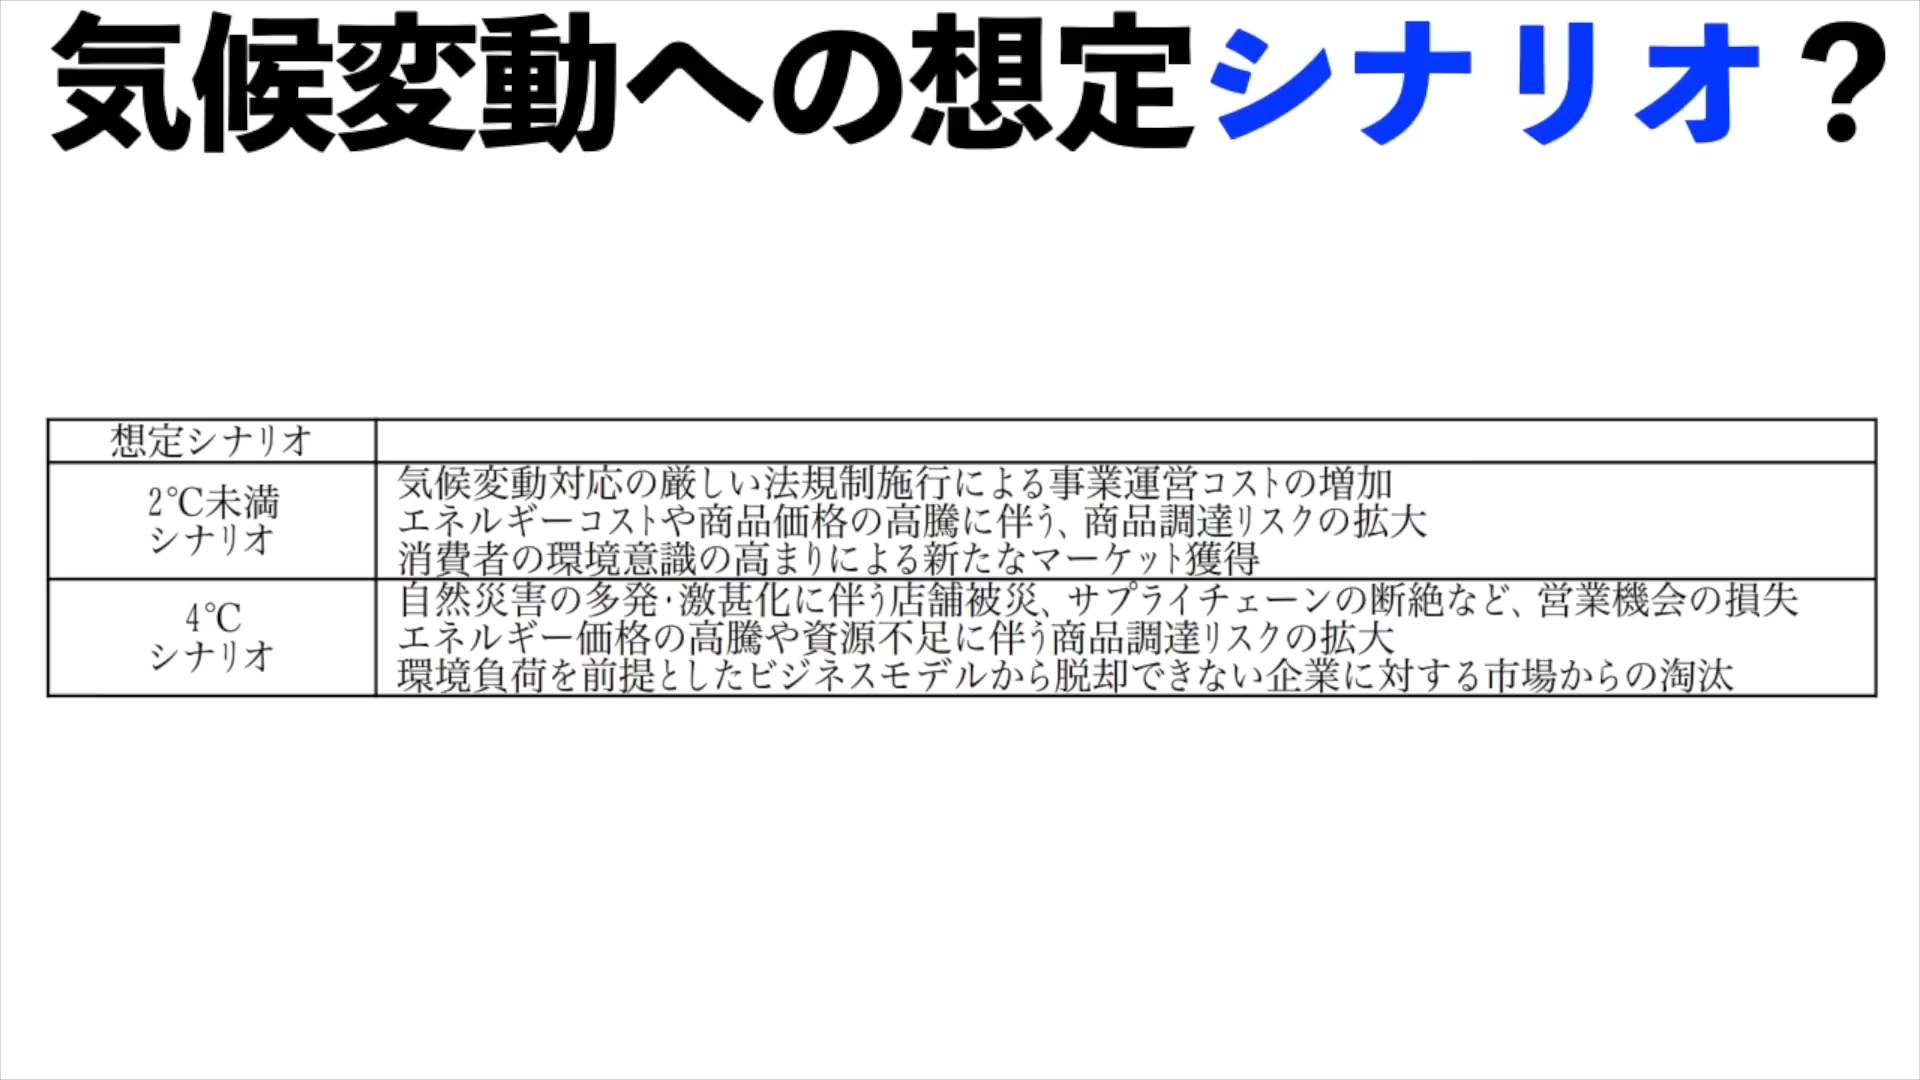 気候変動への想定シナリオ?
想定シナリオ
2℃未満
シナリオ
気候変動対応の厳しい法規制施行による事業運営コストの増加
エネルギーコストや商品価格の高騰に伴う、商品調達リスクの拡大
消費者の環境意識の高まりによる新たなマーケット獲得
4℃
シナリオ
自然災害の多発・激甚化に伴う店舗被災、サプライチェーンの断絶など、営業機会の損失
エネルギー価格の高騰や資源不足に伴う商品調達リスクの拡大
環境負荷を前提としたビジネスモデルから脱却できない企業に対する市場からの淘汰